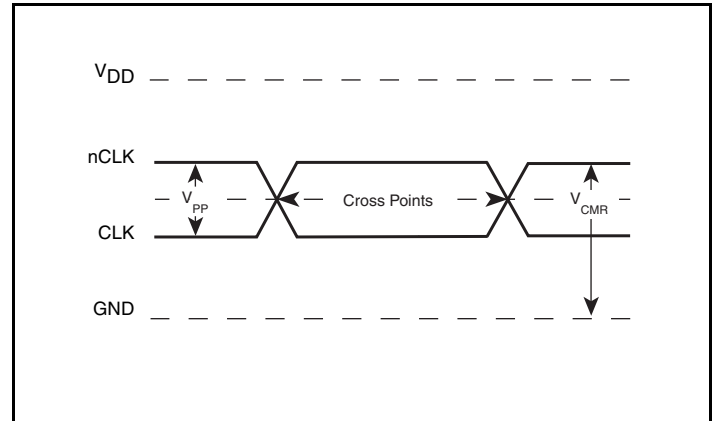 VDD
nCLK
VPP
Cross Points
VCMR
CLK
GND